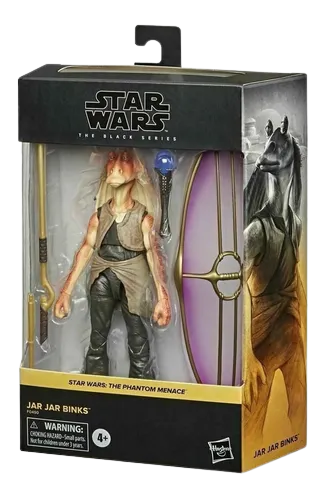 STAR
WARS
THE BLACK SERIES
STAR WARS: THE PHANTOM MENACE
JAR JAR BINKS
WARNING:
CHOKING HAZARD-Small parts.
Not for children under 3 years.
4+
Hasbro
JAR JAR BINKS